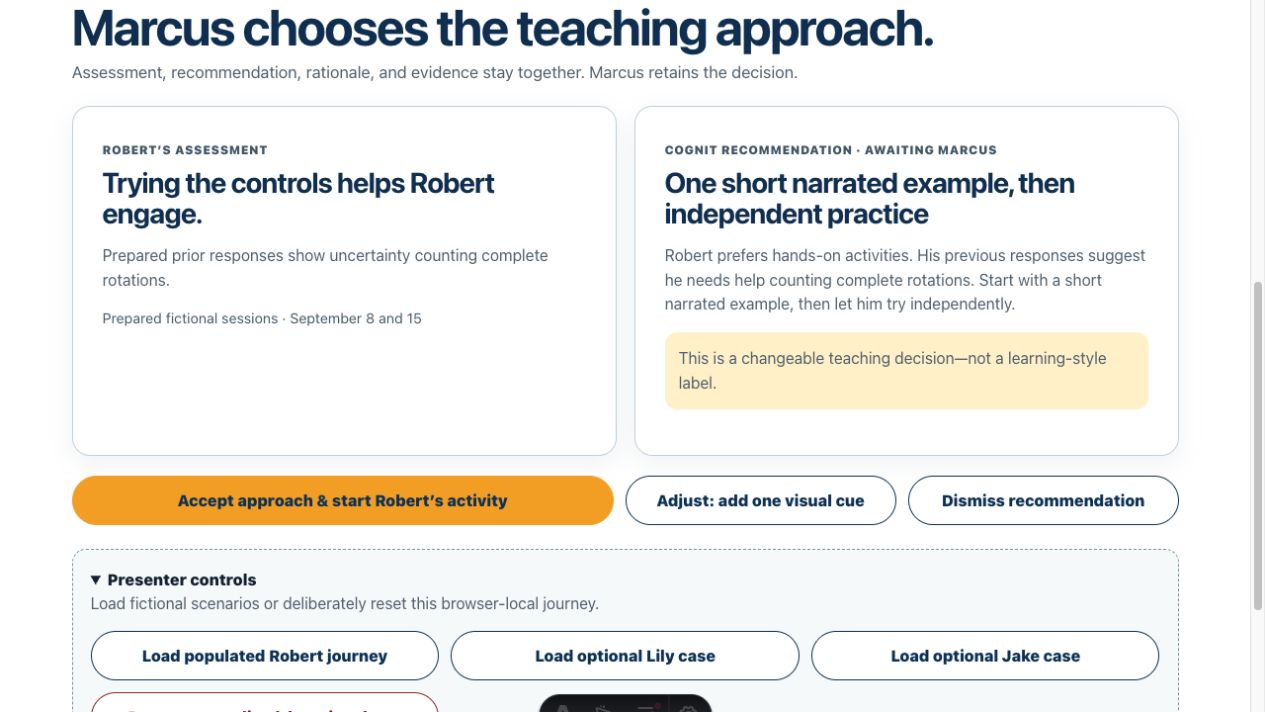 Marcus chooses the teaching approach.
Assessment, recommendation, rationale, and evidence stay together. Marcus retains the decision.
ROBERT’S ASSESSMENT
Trying the controls helps Robert
engage.
Prepared prior responses show uncertainty counting complete
rotations.
Prepared fictional sessions · September 8 and 15
COGNIT RECOMMENDATION · AWAITING MARCUS
One short narrated example, then
independent practice
Robert prefers hands-on activities. His previous responses suggest
he needs help counting complete rotations. Start with a short
narrated example, then let him try independently.
This is a changeable teaching decision—not a learning-style
label.
Accept approach & start Robert’s activity
Adjust: add one visual cue
Dismiss recommendation
▼ Presenter controls
Load fictional scenarios or deliberately reset this browser-local journey.
Load populated Robert journey
Load optional Lily case
Load optional Jake case